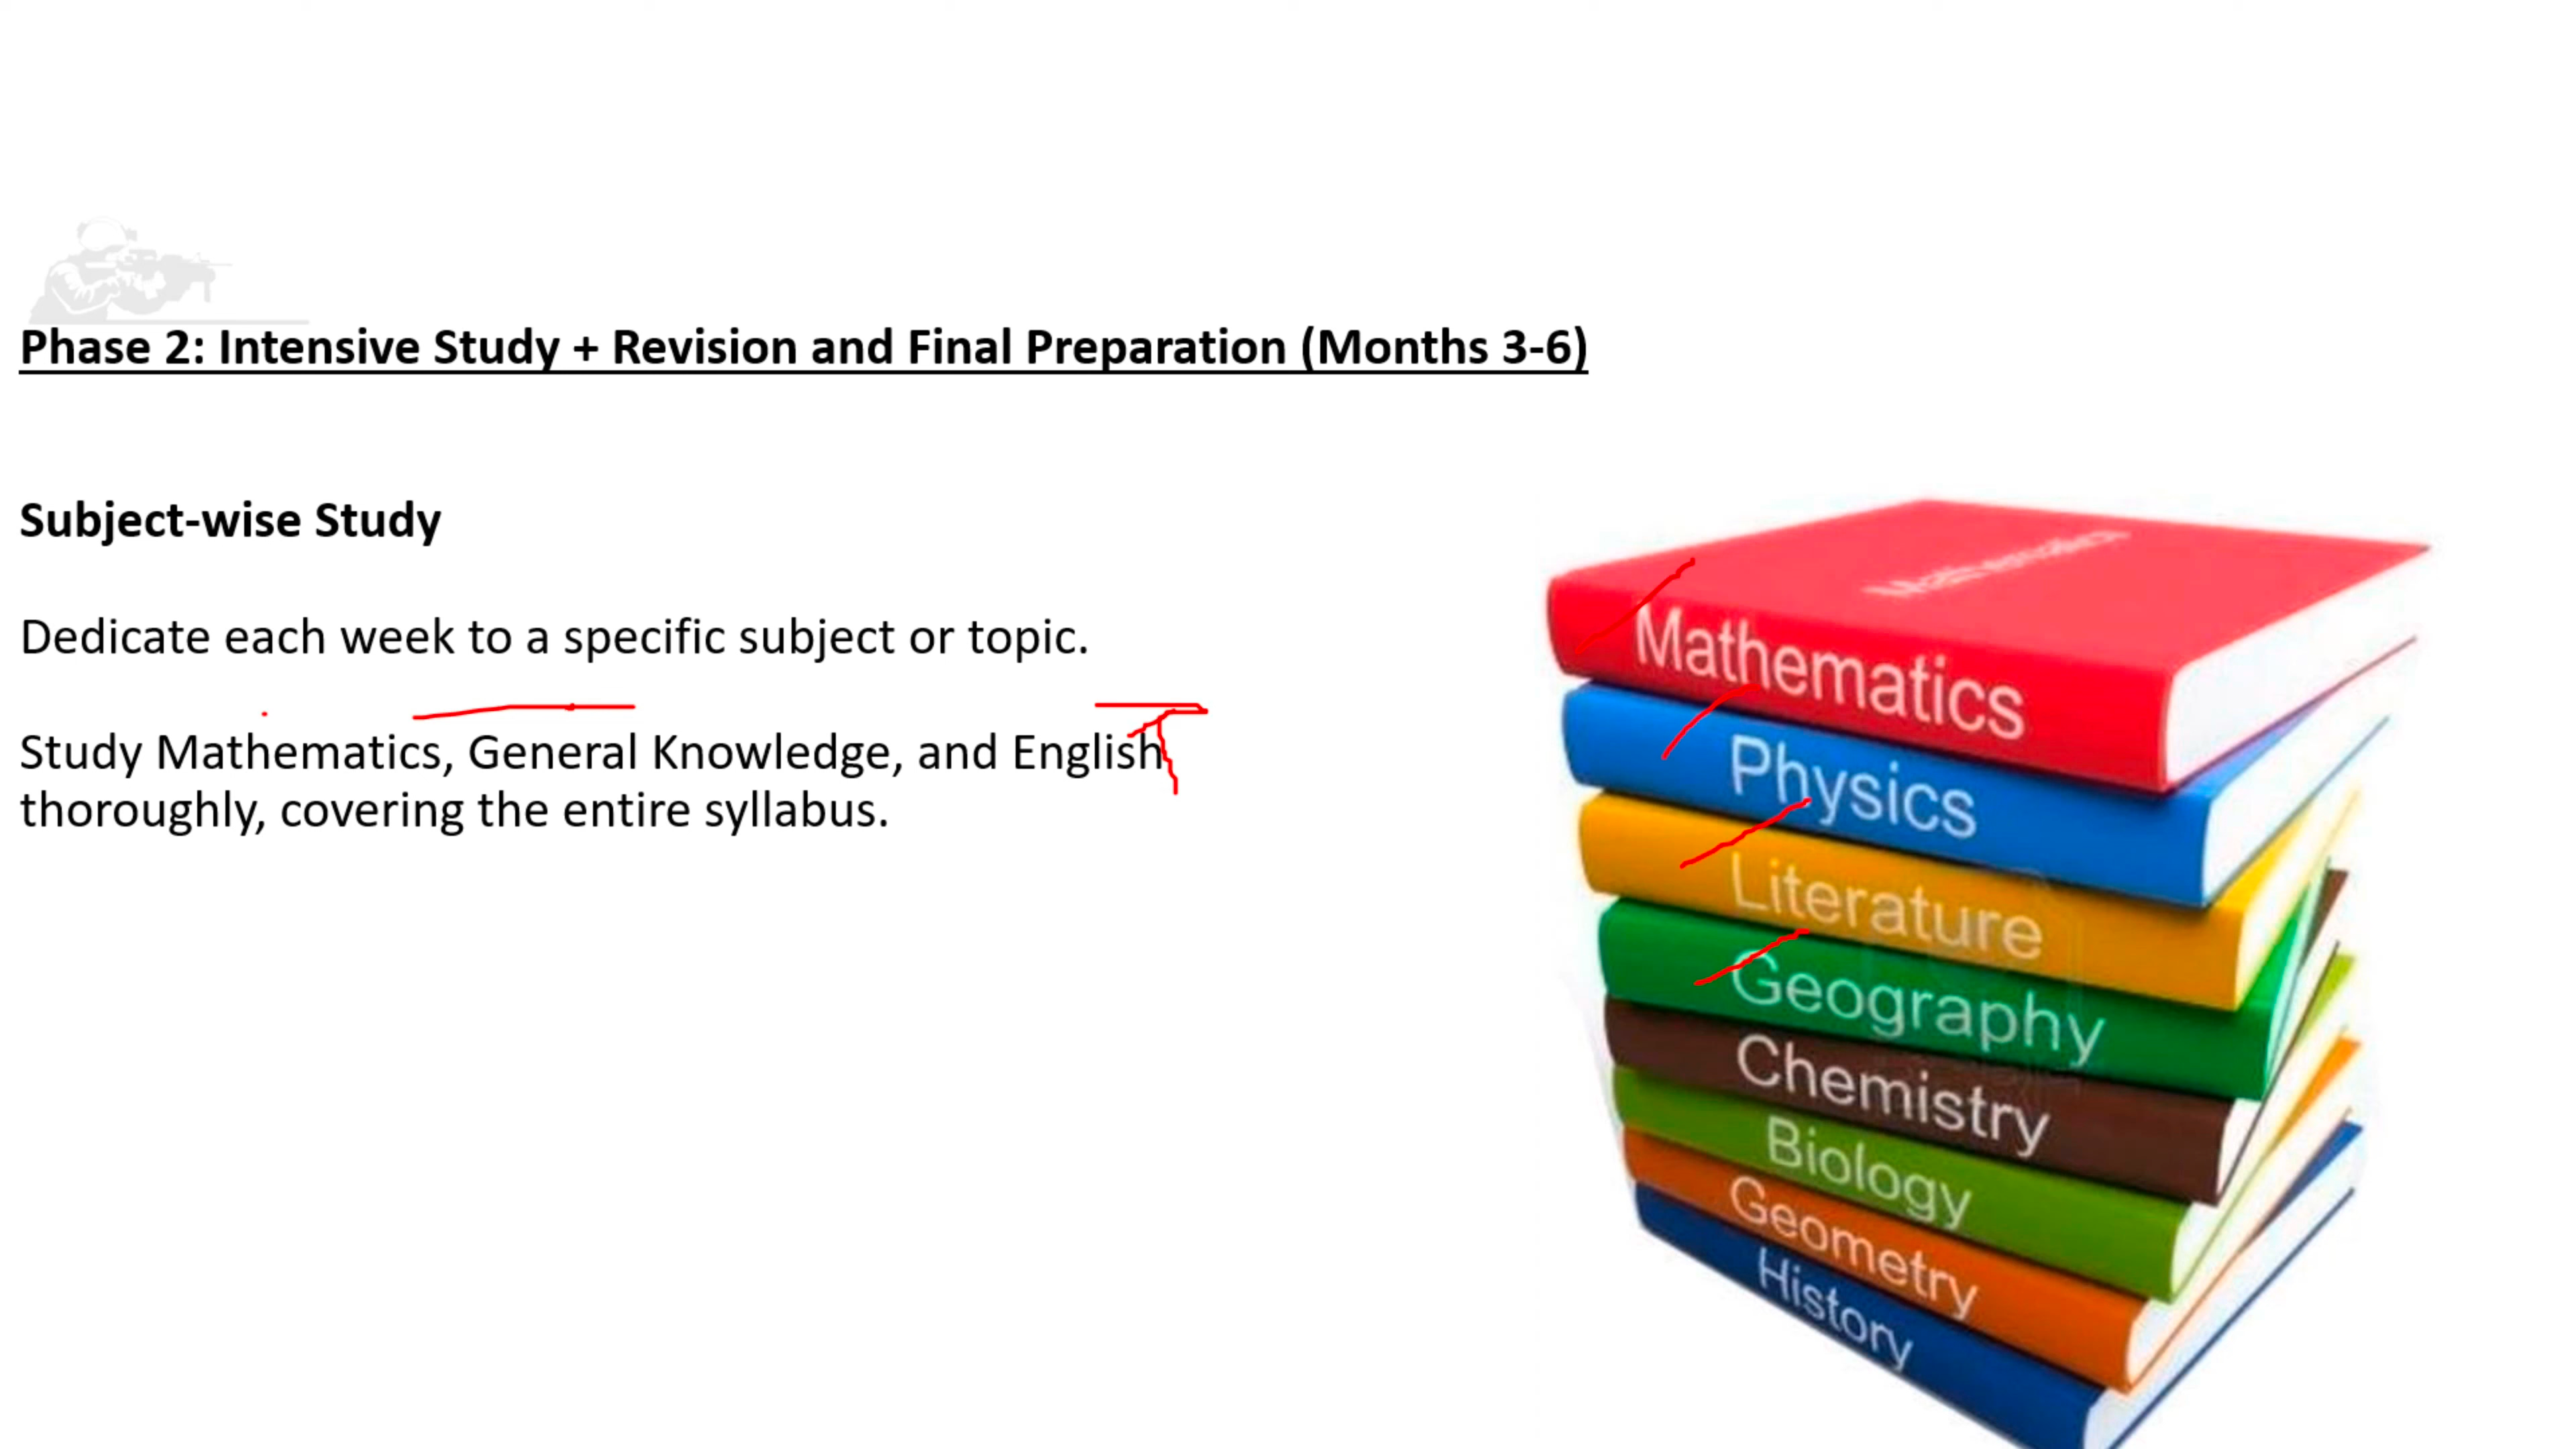 Phase 2: Intensive Study + Revision and Final Preparation (Months 3-6)
Subject-wise Study
Dedicate each week to a specific subject or topic.
Study Mathematics, General Knowledge, and English
thoroughly, covering the entire syllabus.
Mathematics
Mathematics
Physics
Literature
Geography
Chemistry
Biology
Geometry
History